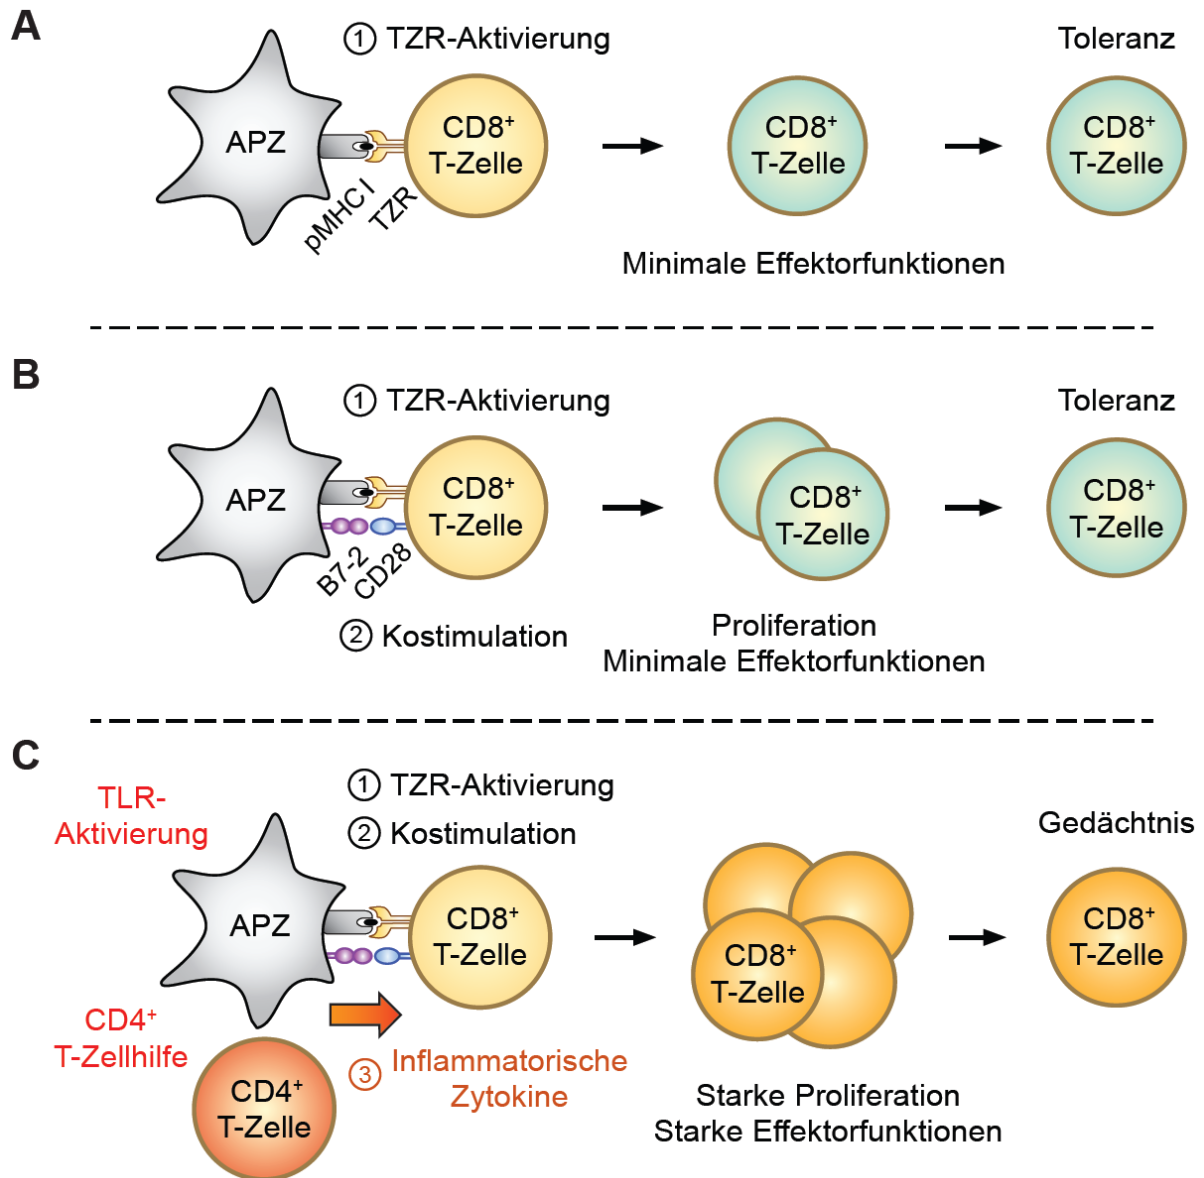 A
① TZR-Aktivierung
Toleranz
APZ
CD8⁺
T-Zelle
CD8⁺
T-Zelle
CD8⁺
T-Zelle
pMHC I
TZR
Minimale Effektorfunktionen
B
① TZR-Aktivierung
Toleranz
APZ
CD8⁺
T-Zelle
CD8⁺
T-Zelle
CD8⁺
T-Zelle
B7-2
CD28
② Kostimulation
Proliferation
Minimale Effektorfunktionen
C
TLR-
Aktivierung
① TZR-Aktivierung
② Kostimulation
Gedächtnis
APZ
CD8⁺
T-Zelle
CD8⁺
T-Zelle
CD8⁺
T-Zelle
CD4⁺
T-Zellhilfe
CD4⁺
T-Zelle
③ Inflammatorische
Zytokine
Starke Proliferation
Starke Effektorfunktionen